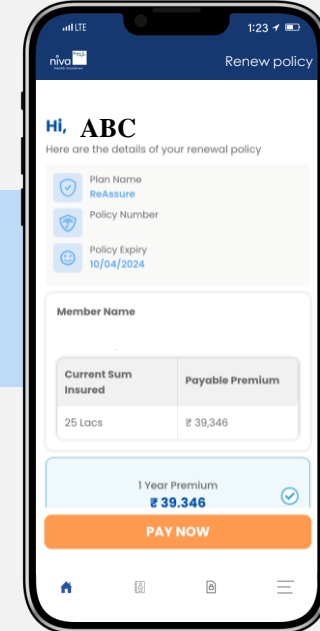 LTE 1:23
niva
Health Insurance
Renew policy
Hi, ABC
Here are the details of your renewal policy
Plan Name
ReAssure
Policy Number
Policy Expiry
10/04/2024
Member Name
Current Sum Insured Payable Premium
25 Lacs ₹ 39,346
1 Year Premium
₹ 39,346
PAY NOW